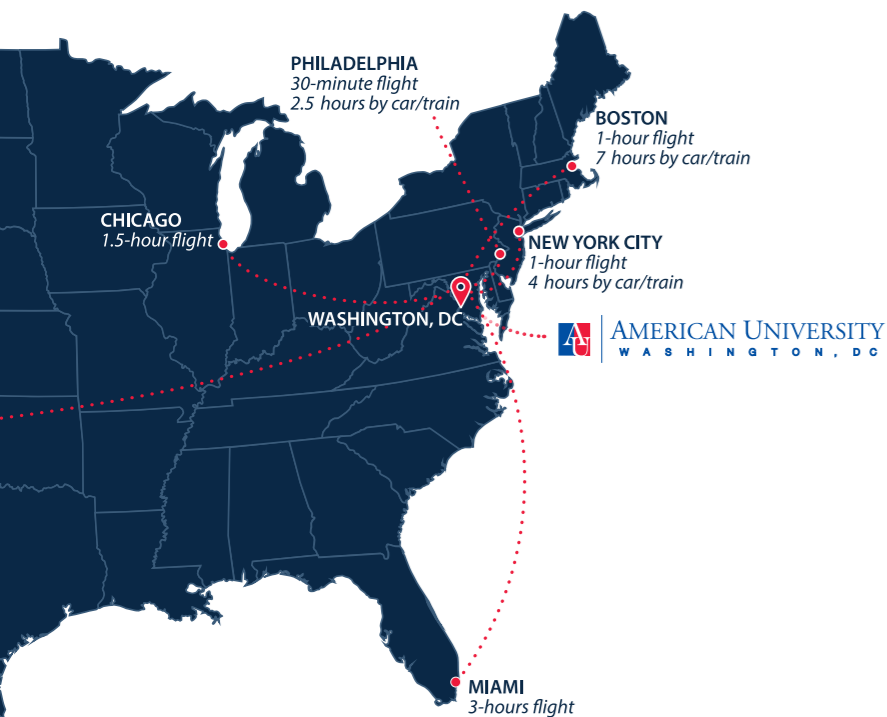 PHILADELPHIA
30-minute flight
2.5 hours by car/train
BOSTON
1-hour flight
7 hours by car/train
CHICAGO
1.5-hour flight
NEW YORK CITY
1-hour flight
4 hours by car/train
WASHINGTON, DC
AU
AMERICAN UNIVERSITY
WASHINGTON, DC
MIAMI
3-hours flight